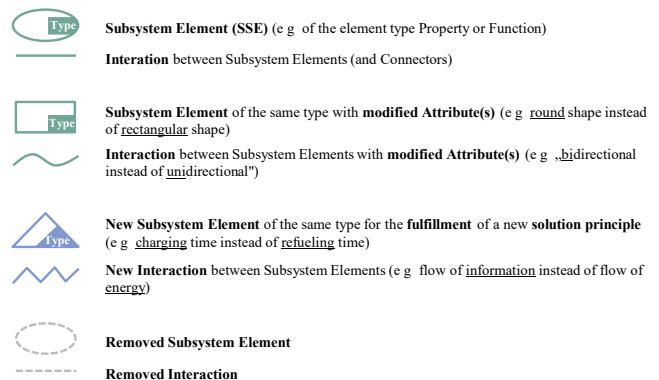 Type
Subsystem Element (SSE) (e g of the element type Property or Function)
Interation between Subsystem Elements (and Connectors)
Type
Subsystem Element of the same type with modified Attribute(s) (e g round shape instead
of rectangular shape)
Interaction between Subsystem Elements with modified Attribute(s) (e g „bidirectional
instead of unidirectional")
Type
New Subsystem Element of the same type for the fulfillment of a new solution principle
(e g charging time instead of refueling time)
New Interaction between Subsystem Elements (e g flow of information instead of flow of
energy)
Removed Subsystem Element
Removed Interaction